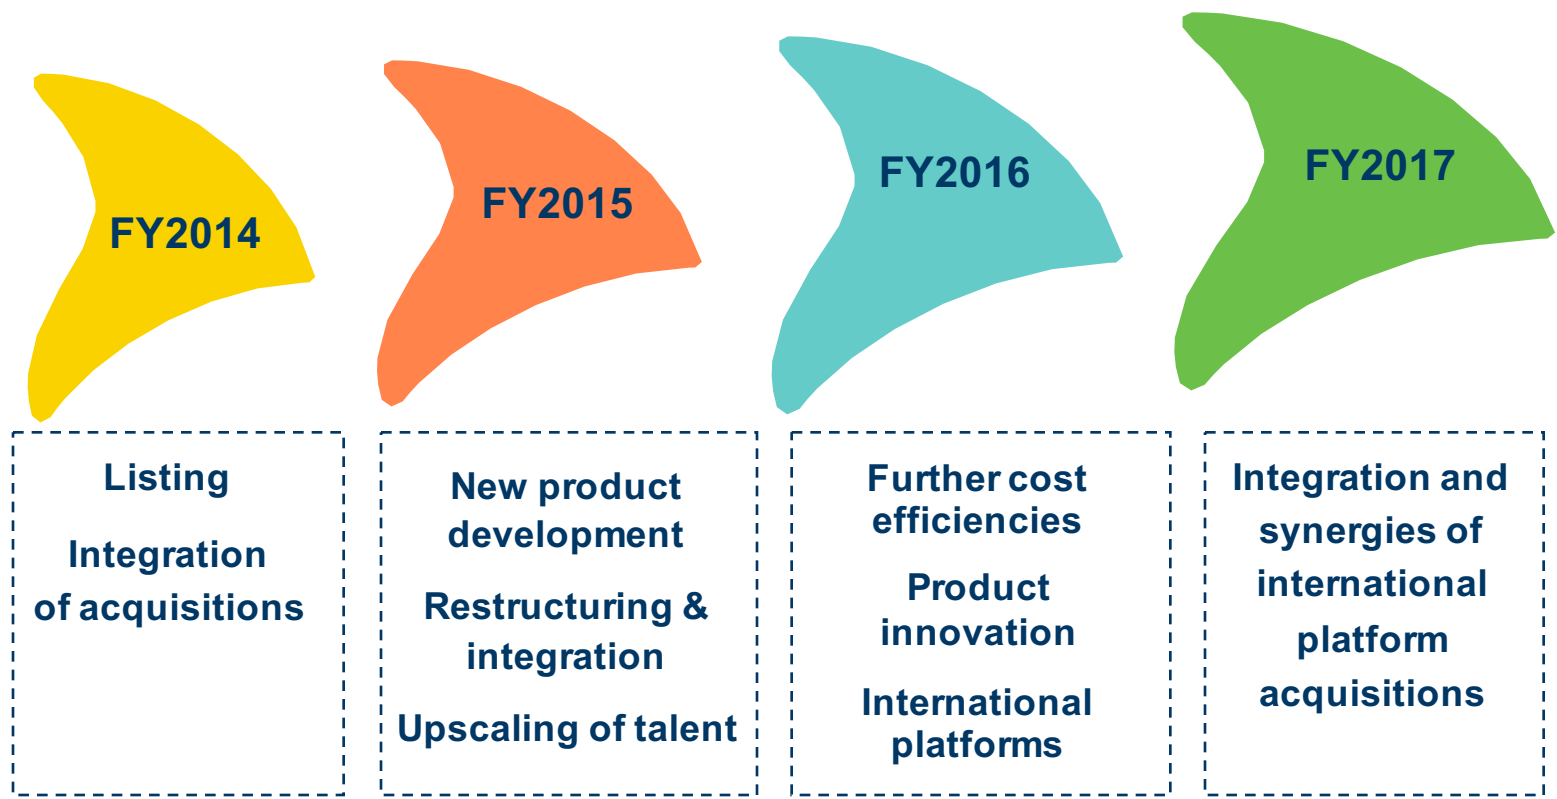 FY2014
FY2015
FY2016
FY2017
Listing
Integration
of acquisitions
New product
development
Restructuring &
integration
Upscaling of talent
Further cost
efficiencies
Product
innovation
International
platforms
Integration and
synergies of
international
platform
acquisitions